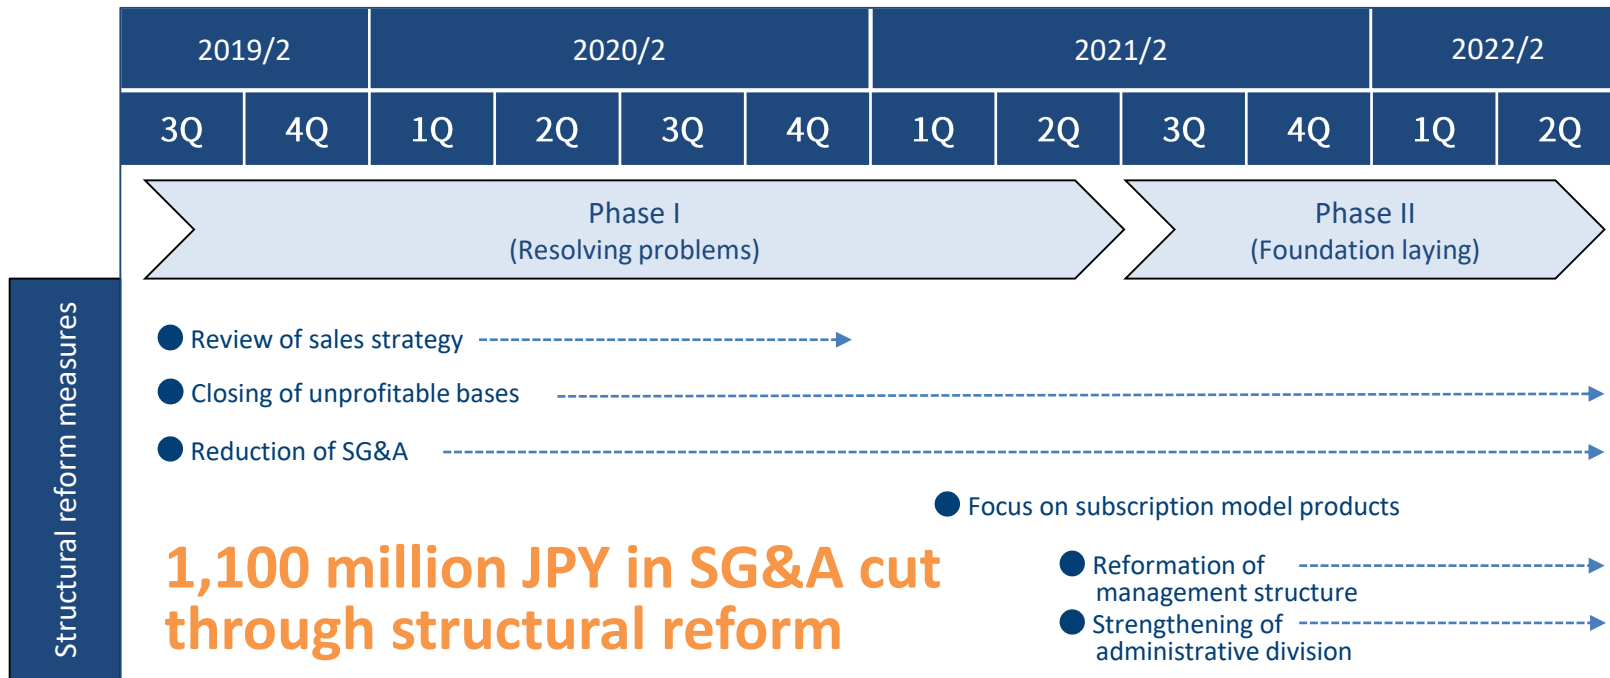 2019/2 2020/2 2021/2 2022/2
3Q 4Q 1Q 2Q 3Q 4Q 1Q 2Q 3Q 4Q 1Q 2Q
Phase I
(Resolving problems)
Phase II
(Foundation laying)
Structural reform measures
Review of sales strategy
Closing of unprofitable bases
Reduction of SG&A
Focus on subscription model products
Reformation of
management structure
Strengthening of
administrative division
1,100 million JPY in SG&A cut
through structural reform